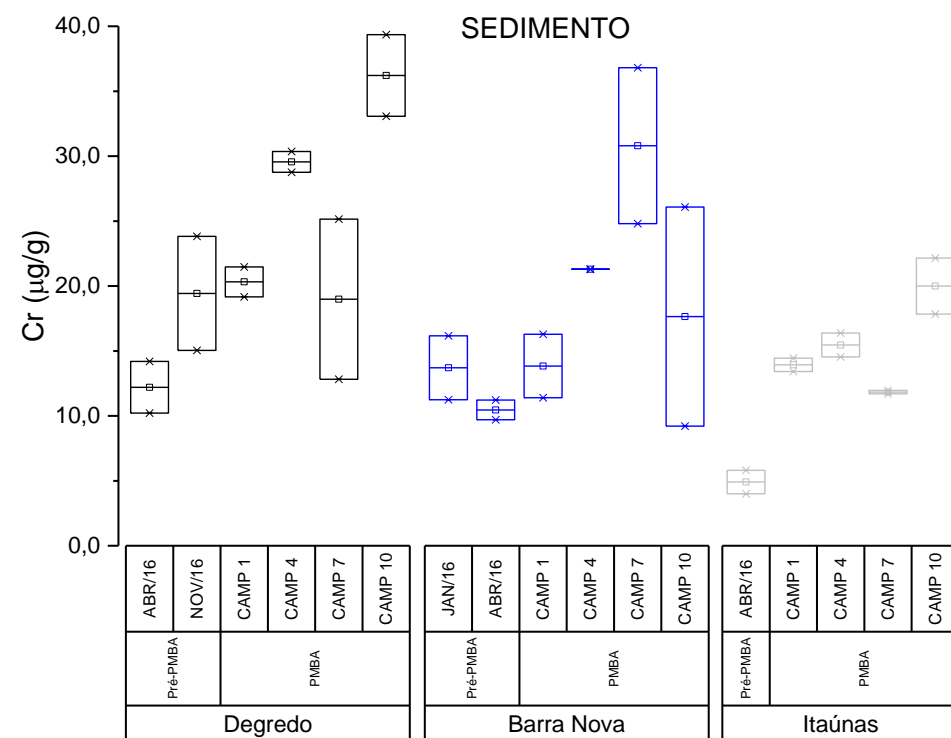 SEDIMENTO
Cr (µg/g)
40,0
30,0
20,0
10,0
0,0
ABR/16
NOV/16
CAMP 1
CAMP 4
CAMP 7
CAMP 10
JAN/16
ABR/16
CAMP 1
CAMP 4
CAMP 7
CAMP 10
ABR/16
CAMP 1
CAMP 4
CAMP 7
CAMP 10
Pré-PMBA
PMBA
Pré-PMBA
PMBA
Pré-PMBA
PMBA
Degredo
Barra Nova
Itaúnas